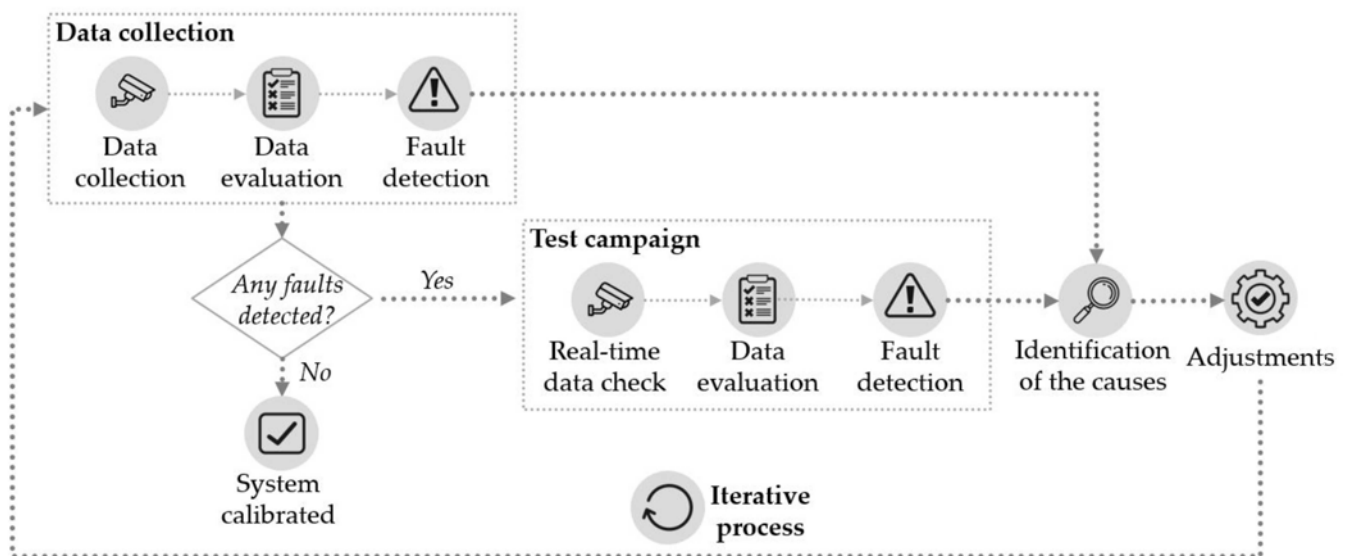 Data collection
Data
collection
Data
evaluation
Fault
detection
Any faults
detected?
Yes
No
System
calibrated
Test campaign
Real-time
data check
Data
evaluation
Fault
detection
Identification
of the causes
Adjustments
Iterative
process